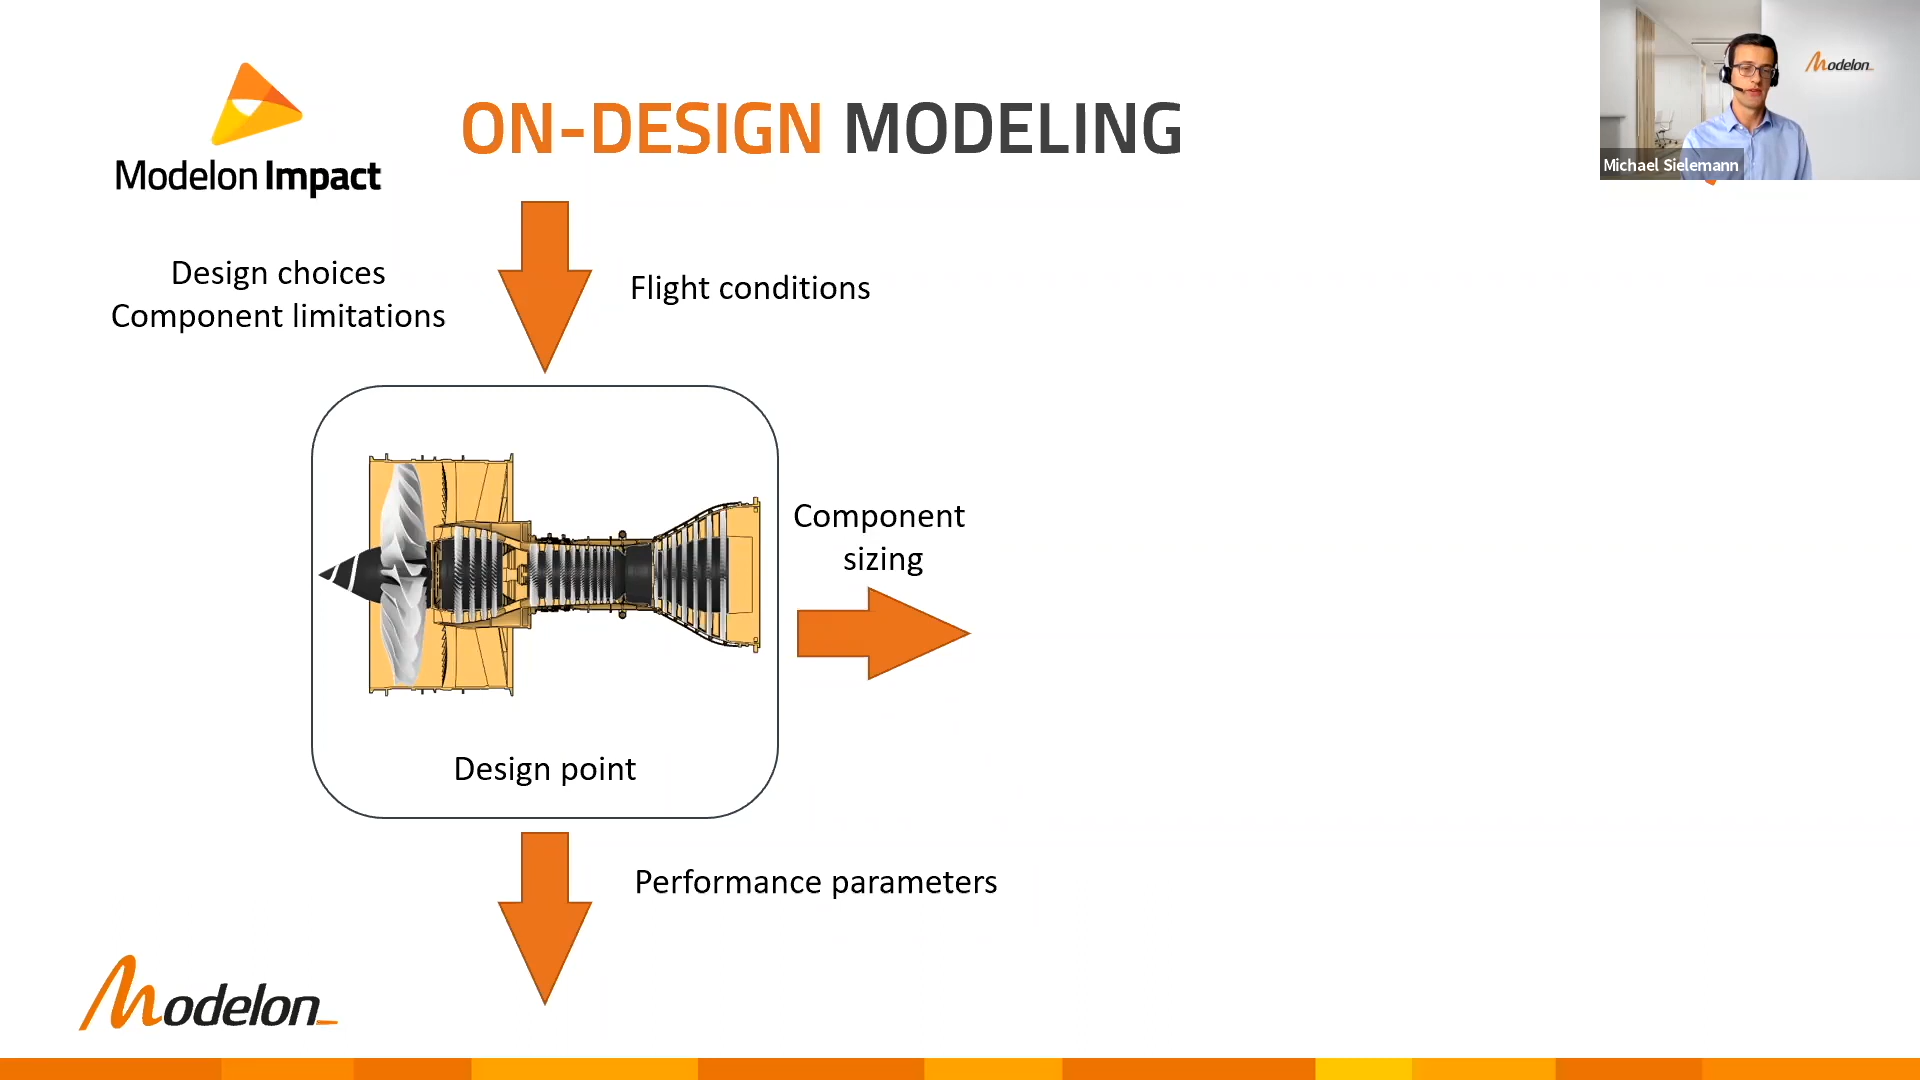 Modelon Impact
ON-DESIGN MODELING
Modelon
Michael Sielemann
Design choices
Component limitations
Flight conditions
Component
sizing
Design point
Performance parameters
Modelon